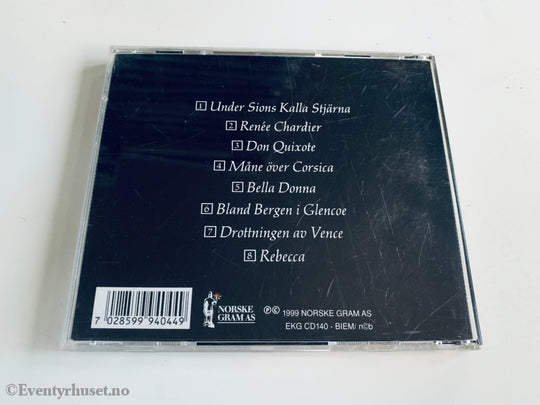 1 Under Sions Kalla Stjärna
2 Renée Chardier
3 Don Quixote
4 Måne över Corsica
5 Bella Donna
6 Bland Bergen i Glencoe
7 Drottningen av Vence
8 Rebecca
7 028599 940449
NORSKE
GRAM AS
℗© 1999 NORSKE GRAM AS
EKG CD140 - BIEM/ n©b
©Eventyrhuset.no